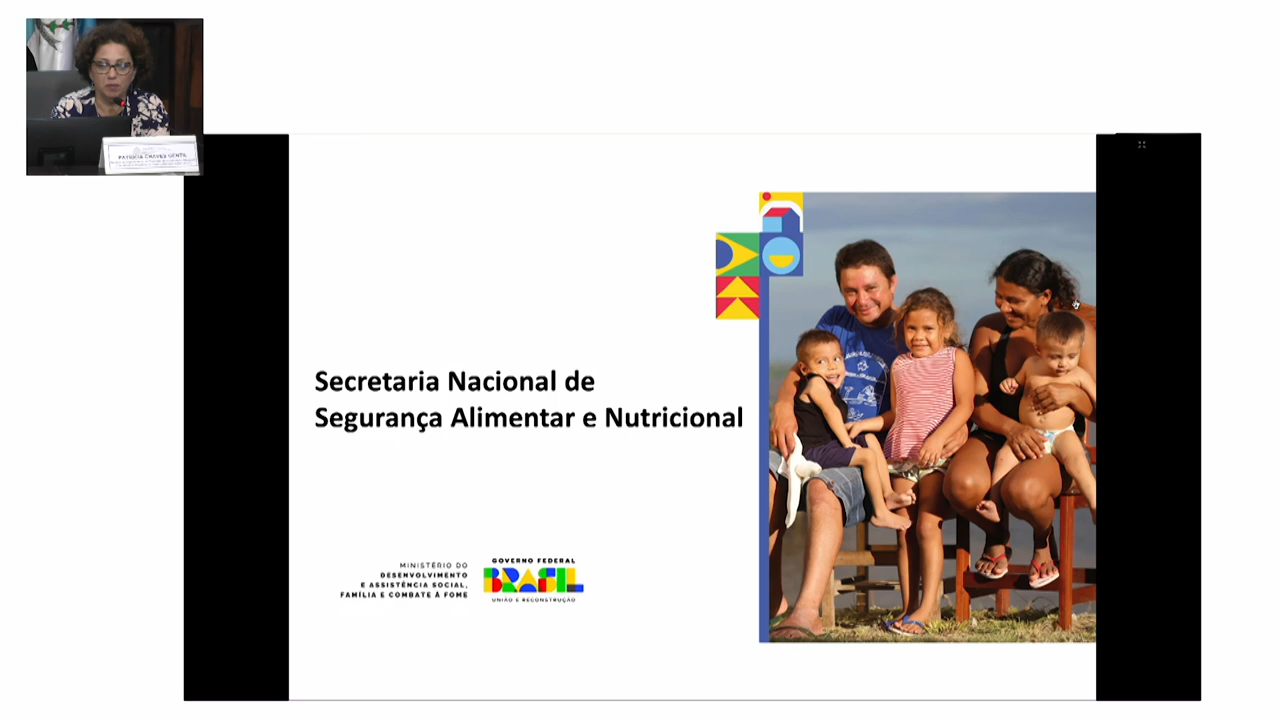 PATRÍCIA CHAVES GENTIL
Secretaria Nacional de
Segurança Alimentar e Nutricional
MINISTÉRIO DO
DESENVOLVIMENTO
E ASSISTÊNCIA SOCIAL,
FAMÍLIA E COMBATE À FOME
GOVERNO FEDERAL
BRASIL
UNIÃO E RECONSTRUÇÃO